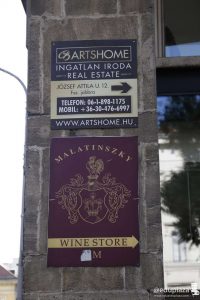 ARTSHOME
INGATLAN IRODA
REAL ESTATE
JÓZSEF ATTILA U. 12.
TELEFON: 06-1-898-1175
MOBIL: +36-30-476-6997
WWW.ARTSHOME.HU
MALATINSZKY
WINE STORE
M
@eduplaza